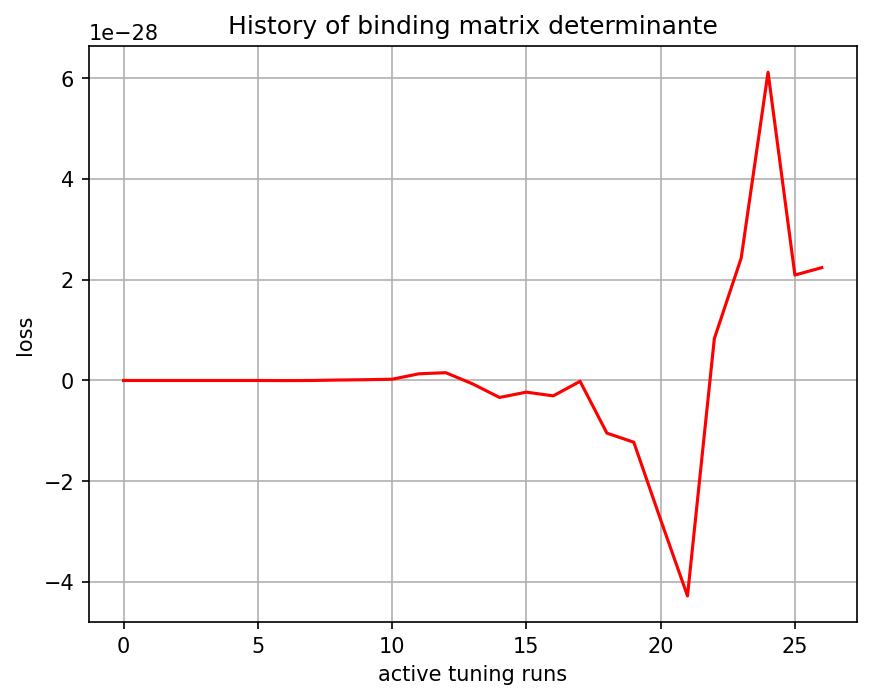 History of binding matrix determinante
1e−28
6
4
2
0
−2
−4
loss
0 5 10 15 20 25
active tuning runs